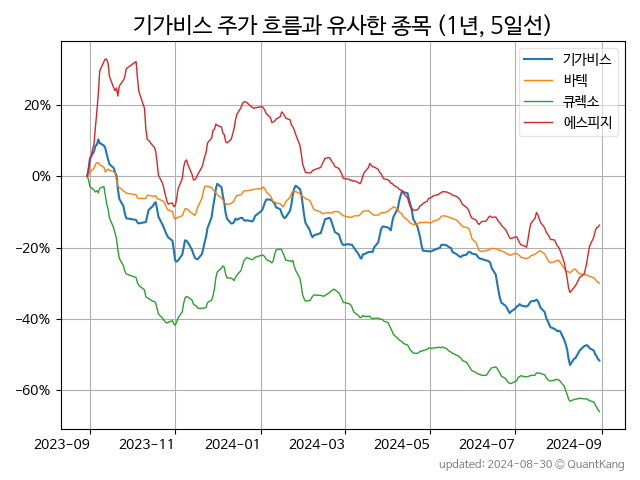 기가비스 주가 흐름과 유사한 종목 (1년, 5일선)
기가비스
바텍
큐렉소
에스피지
20%
0%
−20%
−40%
−60%
2023-09 2023-11 2024-01 2024-03 2024-05 2024-07 2024-09
updated: 2024-08-30 © QuantKang